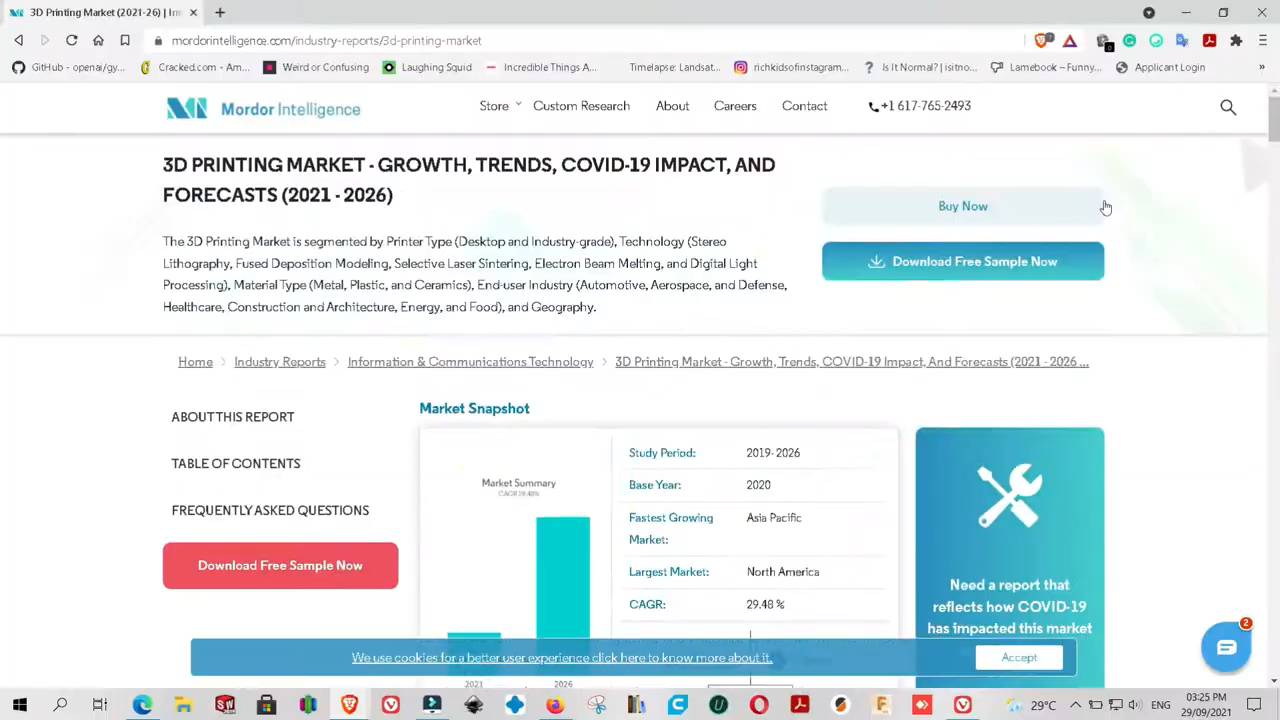 3D Printing Market (2021-26) | In
mordorintelligence.com/industry-reports/3d-printing-market
GitHub - openai/gy...
Cracked.com - Am...
Weird or Confusing
Laughing Squid
Incredible Things A...
Timelapse: Landsat...
richkidsofinstagram...
Is It Normal? | isitno...
Lamebook – Funny...
Applicant Login
»
Mordor Intelligence
Store
Custom Research
About
Careers
Contact
+1 617-765-2493
3D PRINTING MARKET - GROWTH, TRENDS, COVID-19 IMPACT, AND
FORECASTS (2021 - 2026)
Buy Now
The 3D Printing Market is segmented by Printer Type (Desktop and Industry-grade), Technology (Stereo
Lithography, Fused Deposition Modeling, Selective Laser Sintering, Electron Beam Melting, and Digital Light
Processing), Material Type (Metal, Plastic, and Ceramics), End-user Industry (Automotive, Aerospace, and Defense,
Healthcare, Construction and Architecture, Energy, and Food), and Geography.
Download Free Sample Now
Home > Industry Reports > Information & Communications Technology > 3D Printing Market - Growth, Trends, COVID-19 Impact, And Forecasts (2021 - 2026 ...
ABOUT THIS REPORT
TABLE OF CONTENTS
FREQUENTLY ASKED QUESTIONS
Download Free Sample Now
Market Snapshot
Market Summary
CAGR 29.48%
2021
2026
Study Period: 2019- 2026
Base Year: 2020
Fastest Growing
Market: Asia Pacific
Largest Market: North America
CAGR: 29.48 %
Need a report that
reflects how COVID-19
has impacted this market
2
We use cookies for a better user experience click here to know more about it.
Accept
29°C
ENG
03:25 PM
29/09/2021